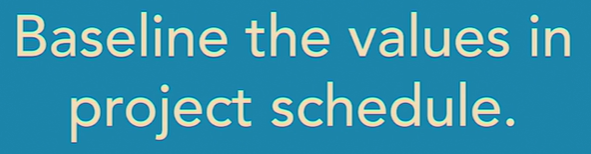 Baseline the values in
project schedule.